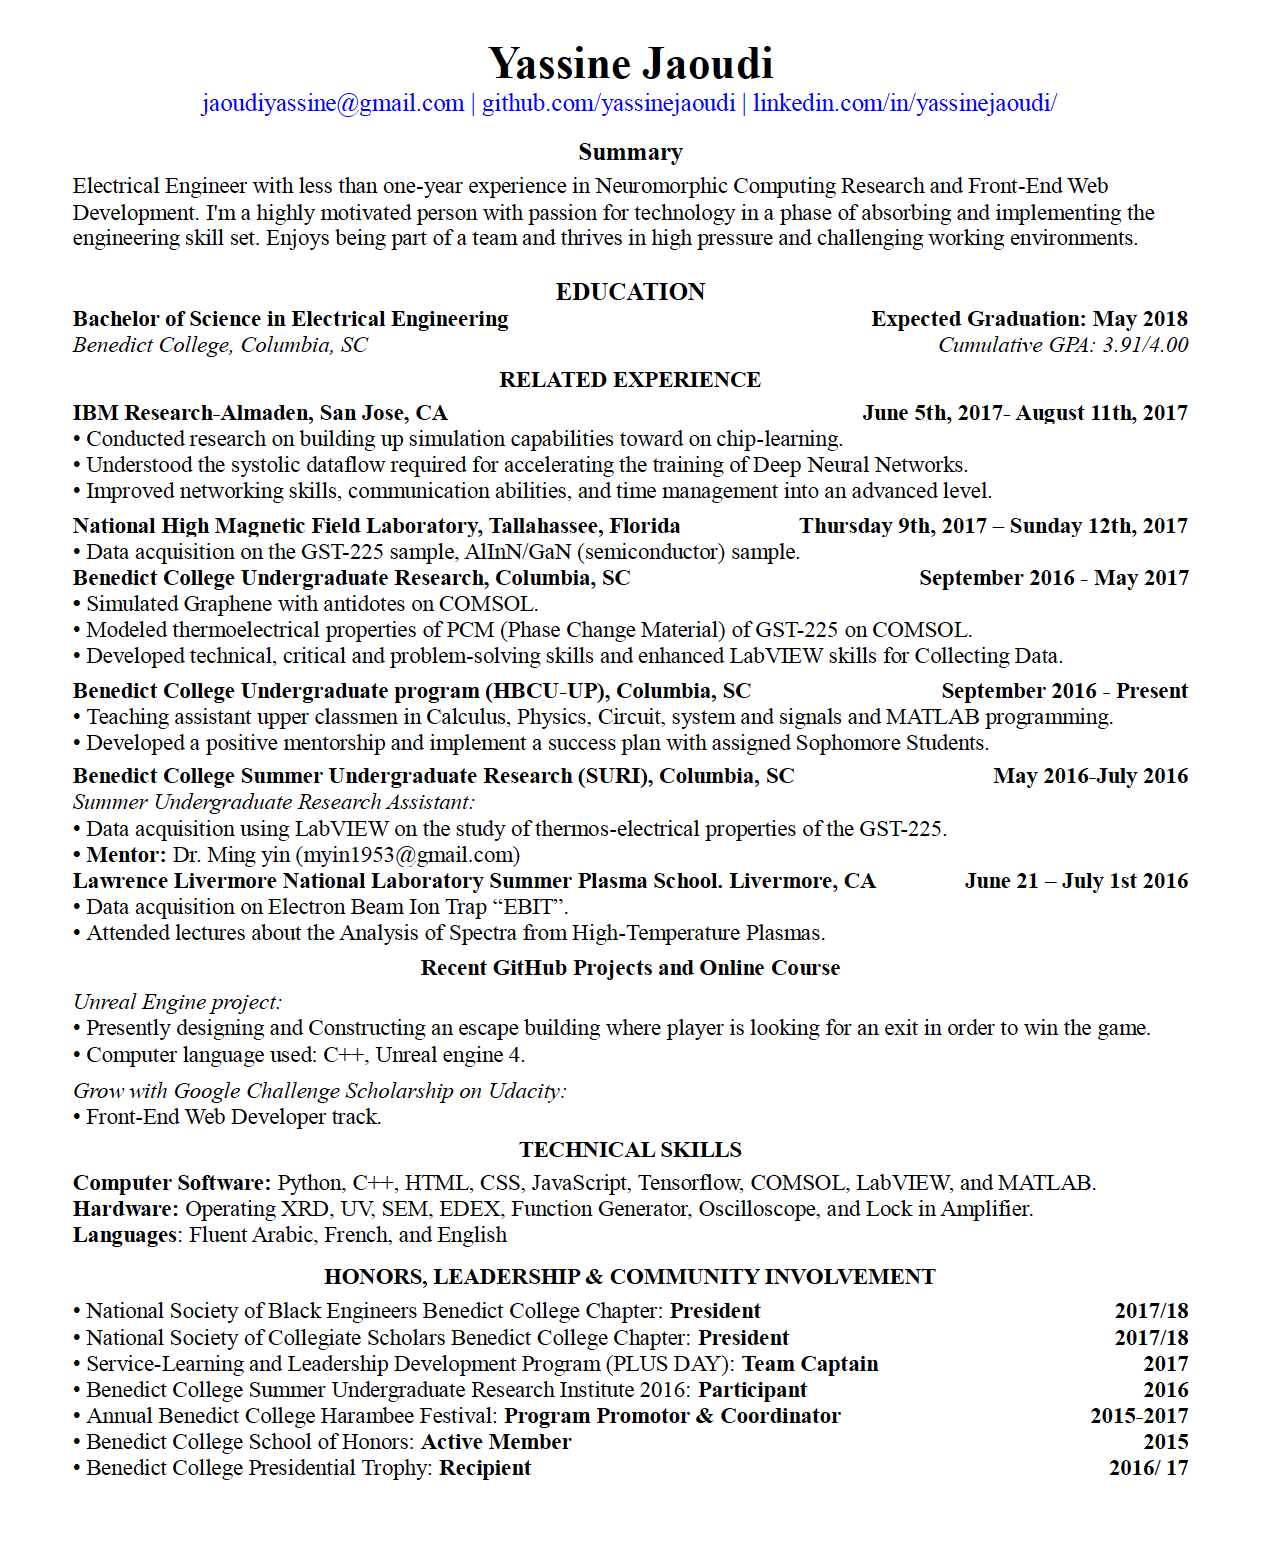 Yassine Jaoudi
jaoudiyassine@gmail.com | github.com/yassinejaoudi | linkedin.com/in/yassinejaoudi/
Summary
Electrical Engineer with less than one-year experience in Neuromorphic Computing Research and Front-End Web
Development. I'm a highly motivated person with passion for technology in a phase of absorbing and implementing the
engineering skill set. Enjoys being part of a team and thrives in high pressure and challenging working environments.
EDUCATION
Bachelor of Science in Electrical Engineering Expected Graduation: May 2018
Benedict College, Columbia, SC Cumulative GPA: 3.91/4.00
RELATED EXPERIENCE
IBM Research-Almaden, San Jose, CA June 5th, 2017- August 11th, 2017
• Conducted research on building up simulation capabilities toward on chip-learning.
• Understood the systolic dataflow required for accelerating the training of Deep Neural Networks.
• Improved networking skills, communication abilities, and time management into an advanced level.
National High Magnetic Field Laboratory, Tallahassee, Florida Thursday 9th, 2017 – Sunday 12th, 2017
• Data acquisition on the GST-225 sample, AlInN/GaN (semiconductor) sample.
Benedict College Undergraduate Research, Columbia, SC September 2016 - May 2017
• Simulated Graphene with antidotes on COMSOL.
• Modeled thermoelectrical properties of PCM (Phase Change Material) of GST-225 on COMSOL.
• Developed technical, critical and problem-solving skills and enhanced LabVIEW skills for Collecting Data.
Benedict College Undergraduate program (HBCU-UP), Columbia, SC September 2016 - Present
• Teaching assistant upper classmen in Calculus, Physics, Circuit, system and signals and MATLAB programming.
• Developed a positive mentorship and implement a success plan with assigned Sophomore Students.
Benedict College Summer Undergraduate Research (SURI), Columbia, SC May 2016-July 2016
Summer Undergraduate Research Assistant:
• Data acquisition using LabVIEW on the study of thermos-electrical properties of the GST-225.
• Mentor: Dr. Ming yin (myin1953@gmail.com)
Lawrence Livermore National Laboratory Summer Plasma School. Livermore, CA June 21 – July 1st 2016
• Data acquisition on Electron Beam Ion Trap “EBIT”.
• Attended lectures about the Analysis of Spectra from High-Temperature Plasmas.
Recent GitHub Projects and Online Course
Unreal Engine project:
• Presently designing and Constructing an escape building where player is looking for an exit in order to win the game.
• Computer language used: C++, Unreal engine 4.
Grow with Google Challenge Scholarship on Udacity:
• Front-End Web Developer track.
TECHNICAL SKILLS
Computer Software: Python, C++, HTML, CSS, JavaScript, Tensorflow, COMSOL, LabVIEW, and MATLAB.
Hardware: Operating XRD, UV, SEM, EDEX, Function Generator, Oscilloscope, and Lock in Amplifier.
Languages: Fluent Arabic, French, and English
HONORS, LEADERSHIP & COMMUNITY INVOLVEMENT
• National Society of Black Engineers Benedict College Chapter: President 2017/18
• National Society of Collegiate Scholars Benedict College Chapter: President 2017/18
• Service-Learning and Leadership Development Program (PLUS DAY): Team Captain 2017
• Benedict College Summer Undergraduate Research Institute 2016: Participant 2016
• Annual Benedict College Harambee Festival: Program Promotor & Coordinator 2015-2017
• Benedict College School of Honors: Active Member 2015
• Benedict College Presidential Trophy: Recipient 2016/ 17